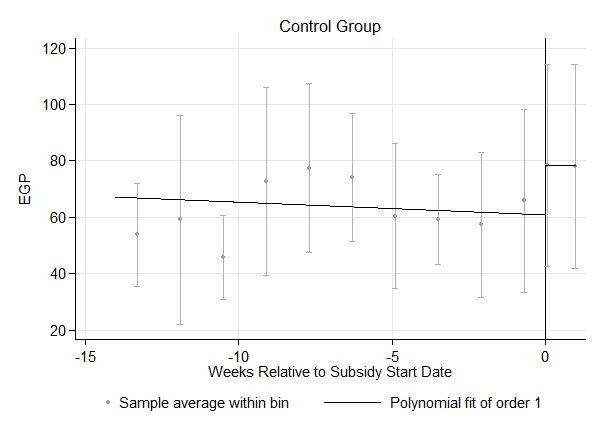 Control Group
EGP
120
100
80
60
40
20
-15 -10 -5 0
Weeks Relative to Subsidy Start Date
Sample average within bin Polynomial fit of order 1